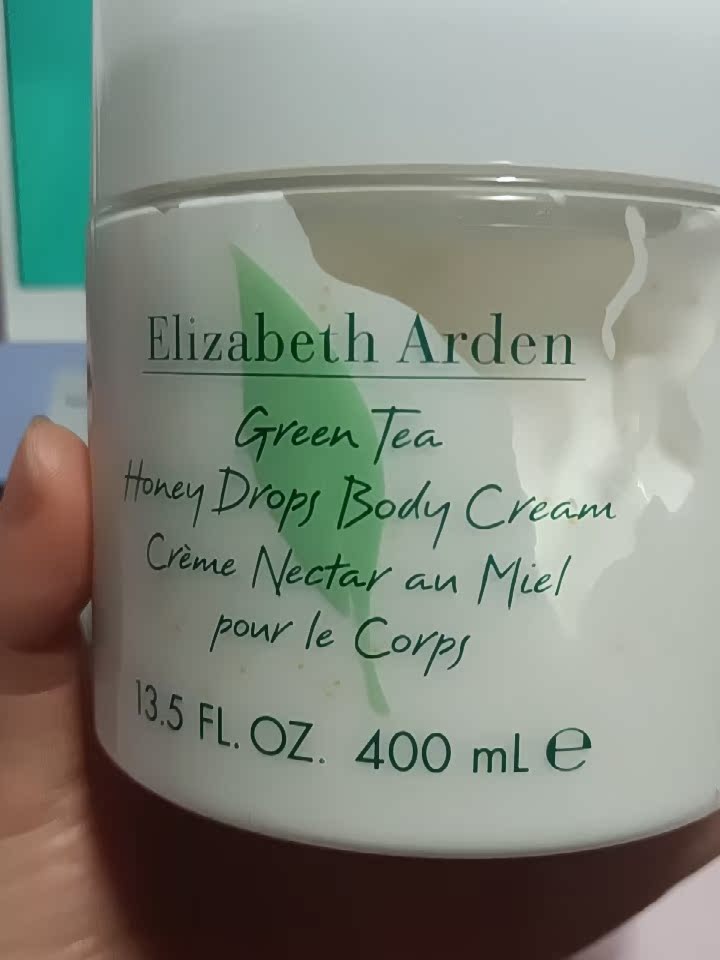 Elizabeth Arden
Green Tea
Honey Drops Body Cream
Crème Nectar au Miel
pour le Corps
13.5 FL. OZ. 400 mL e